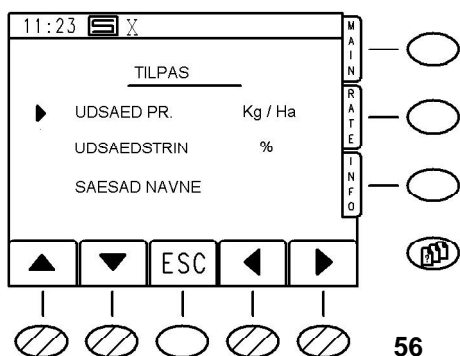 11:23 S X
TILPAS
UDSAED PR. Kg / Ha
UDSAEDSTRIN %
SAESAD NAVNE
MAIN
RATE
INFO
ESC
?
56